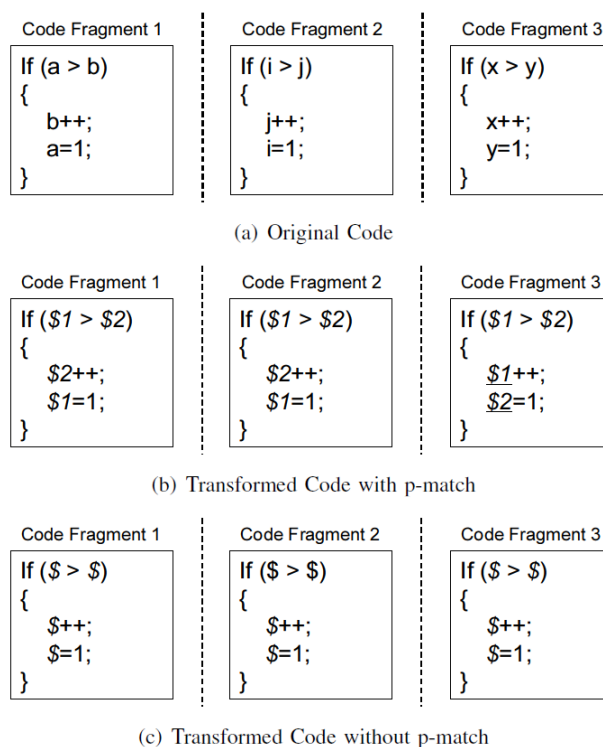 Code Fragment 1
Code Fragment 2
Code Fragment 3
If (a > b)
{
b++;
a=1;
}
If (i > j)
{
j++;
i=1;
}
If (x > y)
{
x++;
y=1;
}
(a) Original Code
Code Fragment 1
Code Fragment 2
Code Fragment 3
If ($1 > $2)
{
$2++;
$1=1;
}
If ($1 > $2)
{
$2++;
$1=1;
}
If ($1 > $2)
{
$1++;
$2=1;
}
(b) Transformed Code with p-match
Code Fragment 1
Code Fragment 2
Code Fragment 3
If ($ > $)
{
$++;
$=1;
}
If ($ > $)
{
$++;
$=1;
}
If ($ > $)
{
$++;
$=1;
}
(c) Transformed Code without p-match